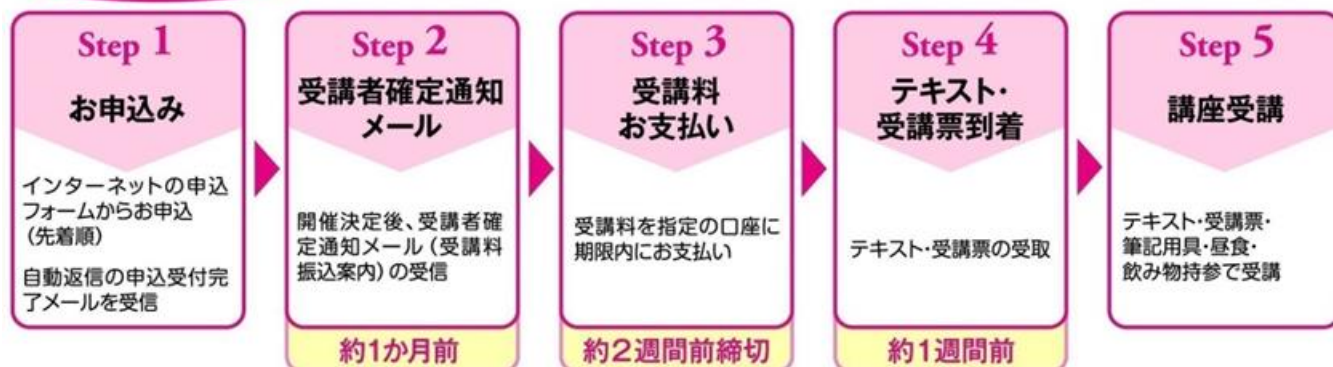 Step 1
お申込み
インターネットの申込
フォームからお申込
(先着順)
自動返信の申込受付完
了メールを受信
Step 2
受講者確定通知
メール
開催決定後、受講者確
定通知メール(受講料
振込案内)の受信
約1か月前
Step 3
受講料
お支払い
受講料を指定の口座に
期限内にお支払い
約2週間前締切
Step 4
テキスト・
受講票到着
テキスト・受講票の受取
約1週間前
Step 5
講座受講
テキスト・受講票・
筆記用具・昼食・
飲み物持参で受講